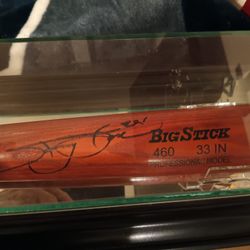 BIG STICK
460 33 IN
PROFESSIONAL MODEL